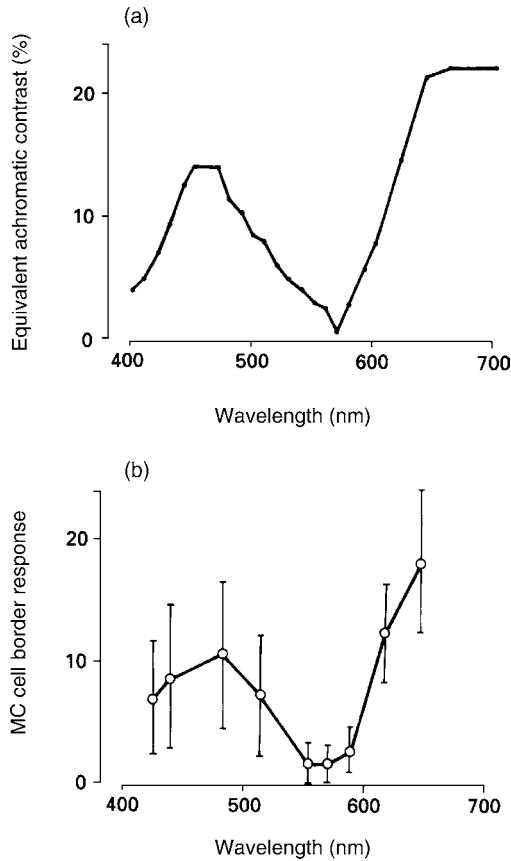 (a)
Equivalent achromatic contrast (%)
20
10
0
400 500 600 700
Wavelength (nm)
(b)
MC cell border response
20
10
0
400 500 600 700
Wavelength (nm)